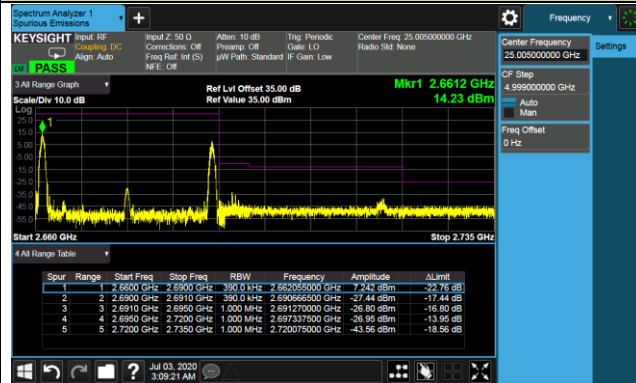 Spectrum Analyzer 1
Spurious Emissions
+
Frequency
KEYSIGHT
Input: RF
Coupling: DC
Align: Auto
Input Z: 50 Ω
Corrections: Off
Freq Ref: Int (S)
NFE: Off
Atten: 10 dB
Preamp: Off
µW Path: Standard
Trig: Periodic
Gate: LO
IF Gain: Low
Center Freq: 25.005000000 GHz
Radio Std: None
PASS
3 All Range Graph
Scale/Div 10.0 dB
Ref Lvl Offset 35.00 dB
Ref Value 35.00 dBm
Mkr1 2.6612 GHz
14.23 dBm
Log
25.0
15.0
5.00
-5.00
-15.0
-25.0
-35.0
-45.0
-55.0
1
Start 2.660 GHz
Stop 2.735 GHz
4 All Range Table
Spur Range Start Freq Stop Freq RBW Frequency Amplitude ΔLimit
1 1 2.6600 GHz 2.6900 GHz 390.0 kHz 2.662055000 GHz 7.242 dBm -22.76 dB
2 2 2.6900 GHz 2.6910 GHz 390.0 kHz 2.690666500 GHz -27.44 dBm -17.44 dB
3 3 2.6910 GHz 2.6950 GHz 1.000 MHz 2.691270000 GHz -26.80 dBm -16.80 dB
4 4 2.6950 GHz 2.7200 GHz 1.000 MHz 2.697337500 GHz -26.95 dBm -13.95 dB
5 5 2.7200 GHz 2.7350 GHz 1.000 MHz 2.720075000 GHz -43.56 dBm -18.56 dB
Center Frequency
25.005000000 GHz
Settings
CF Step
4.999000000 GHz
Auto
Man
Freq Offset
0 Hz
?
Jul 03, 2020
3:09:21 AM